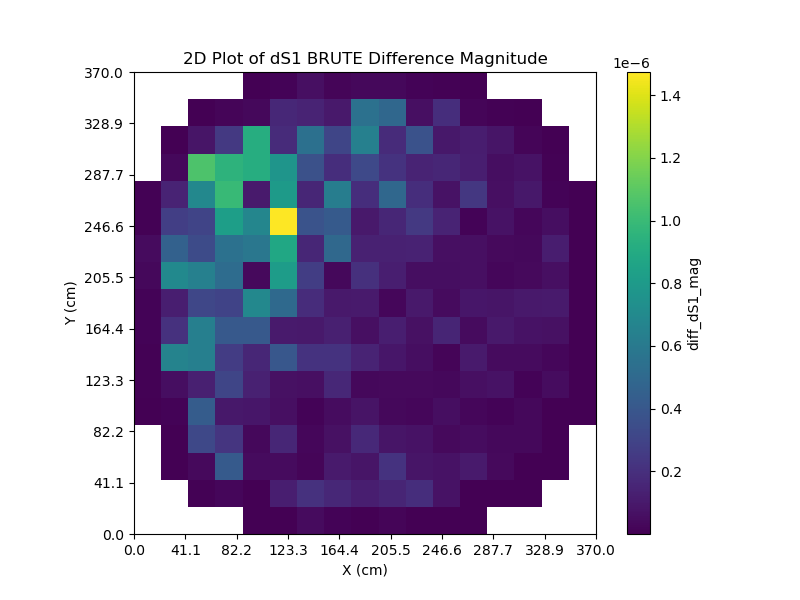 2D Plot of dS1 BRUTE Difference Magnitude
1e−6
370.0
328.9
287.7
246.6
205.5
164.4
123.3
82.2
41.1
0.0
Y (cm)
0.0 41.1 82.2 123.3 164.4 205.5 246.6 287.7 328.9 370.0
X (cm)
1.4
1.2
1.0
0.8
0.6
0.4
0.2
diff_dS1_mag